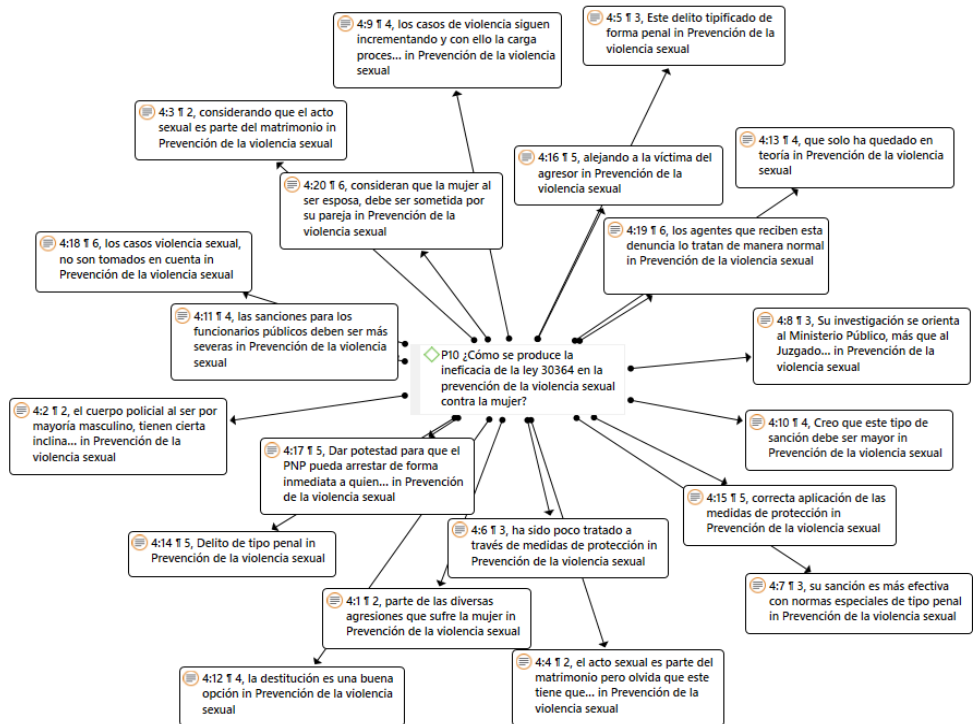 4:9 ¶ 4, los casos de violencia siguen
incrementando y con ello la carga
proces... in Prevención de la violencia
sexual
4:5 ¶ 3, Este delito tipificado de
forma penal in Prevención de la
violencia sexual
4:3 ¶ 2, considerando que el acto
sexual es parte del matrimonio in
Prevención de la violencia sexual
4:13 ¶ 4, que solo ha quedado en
teoría in Prevención de la violencia
sexual
4:16 ¶ 5, alejando a la víctima del
agresor in Prevención de la
violencia sexual
4:20 ¶ 6, consideran que la mujer al
ser esposa, debe ser sometida por
su pareja in Prevención de la
violencia sexual
4:19 ¶ 6, los agentes que reciben esta
denuncia lo tratan de manera normal
in Prevención de la violencia sexual
4:18 ¶ 6, los casos violencia sexual,
no son tomados en cuenta in
Prevención de la violencia sexual
4:11 ¶ 4, las sanciones para los
funcionarios públicos deben ser más
severas in Prevención de la violencia
sexual
4:8 ¶ 3, Su investigación se orienta
al Ministerio Público, más que al
Juzgado... in Prevención de la
violencia sexual
P10 ¿Cómo se produce la
ineficacia de la ley 30364 en la
prevención de la violencia sexual
contra la mujer?
4:2 ¶ 2, el cuerpo policial al ser por
mayoría masculino, tienen cierta
inclina... in Prevención de la
violencia sexual
4:10 ¶ 4, Creo que este tipo de
sanción debe ser mayor in
Prevención de la violencia sexual
4:17 ¶ 5, Dar potestad para que el
PNP pueda arrestar de forma
inmediata a quien... in Prevención
de la violencia sexual
4:15 ¶ 5, correcta aplicación de las
medidas de protección in
Prevención de la violencia sexual
4:14 ¶ 5, Delito de tipo penal in
Prevención de la violencia sexual
4:6 ¶ 3, ha sido poco tratado a
través de medidas de protección in
Prevención de la violencia sexual
4:7 ¶ 3, su sanción es más efectiva
con normas especiales de tipo penal
in Prevención de la violencia sexual
4:1 ¶ 2, parte de las diversas
agresiones que sufre la mujer in
Prevención de la violencia sexual
4:12 ¶ 4, la destitución es una buena
opción in Prevención de la violencia
sexual
4:4 ¶ 2, el acto sexual es parte del
matrimonio pero olvida que este
tiene que... in Prevención de la
violencia sexual